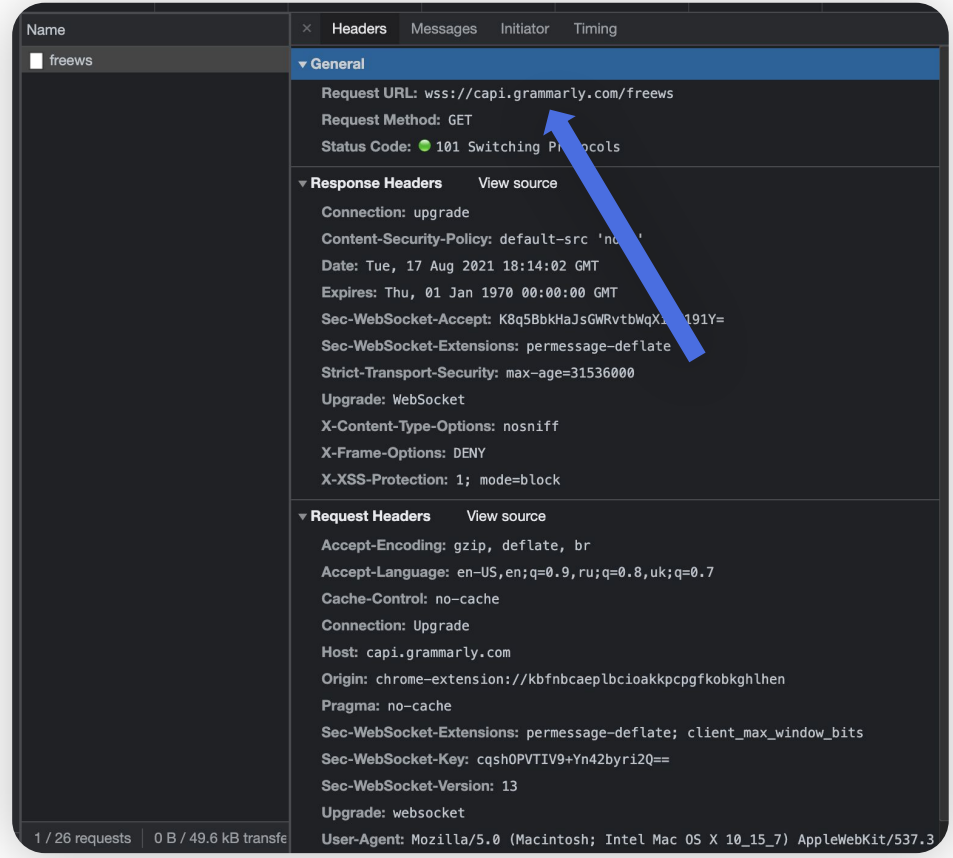 Name
Headers Messages Initiator Timing
freews
General
Request URL: wss://capi.grammarly.com/freews
Request Method: GET
Status Code: 101 Switching Protocols
Response Headers View source
Connection: upgrade
Content-Security-Policy: default-src 'none'
Date: Tue, 17 Aug 2021 18:14:02 GMT
Expires: Thu, 01 Jan 1970 00:00:00 GMT
Sec-WebSocket-Accept:
Sec-WebSocket-Extensions: permessage-deflate
Strict-Transport-Security: max-age=31536000
Upgrade: WebSocket
X-Content-Type-Options: nosniff
X-Frame-Options: DENY
X-XSS-Protection: 1; mode=block
Request Headers View source
Accept-Encoding: gzip, deflate, br
Accept-Language: en-US,en;q=0.9,ru;q=0.8,uk;q=0.7
Cache-Control: no-cache
Connection: Upgrade
Host: capi.grammarly.com
Origin: chrome-extension://kbfnbcaeplbcioakkpcpgfkobkghlhen
Pragma: no-cache
Sec-WebSocket-Extensions: permessage-deflate; client_max_window_bits
Sec-WebSocket-Key: cqshOPVTIV9+Yn42byri2Q==
Sec-WebSocket-Version: 13
Upgrade: websocket
User-Agent: Mozilla/5.0 (Macintosh; Intel Mac OS X 10_15_7) AppleWebKit/537.3
1 / 26 requests 0 B / 49.6 kB transfe